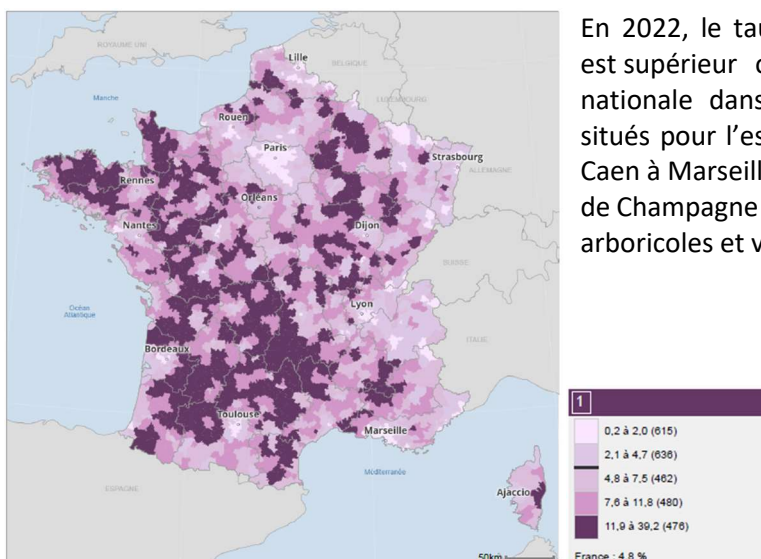 En 2022, le
est supérieur
nationale dans
situés pour
Caen à
de Champagne
arboricoles et
ROYAUME UNI
Lille
BELGIQUE
Manche
LUXEMBOURG
Rouen
Paris
Strasbourg
ALLEMAGNE
Rennes
Orléans
Nantes
Dijon
SUISSE
Océan
Atlantique
Lyon
ITALIE
Bordeaux
Toulouse
Marseille
Méditerranée
ESPAGNE
Ajaccio
50km
1
0,2 à 2,0 (615)
2,1 à 4,7 (636)
4,8 à 7,5 (462)
7,6 à 11,8 (480)
11,9 à 39,2 (476)
France : 4,8 %